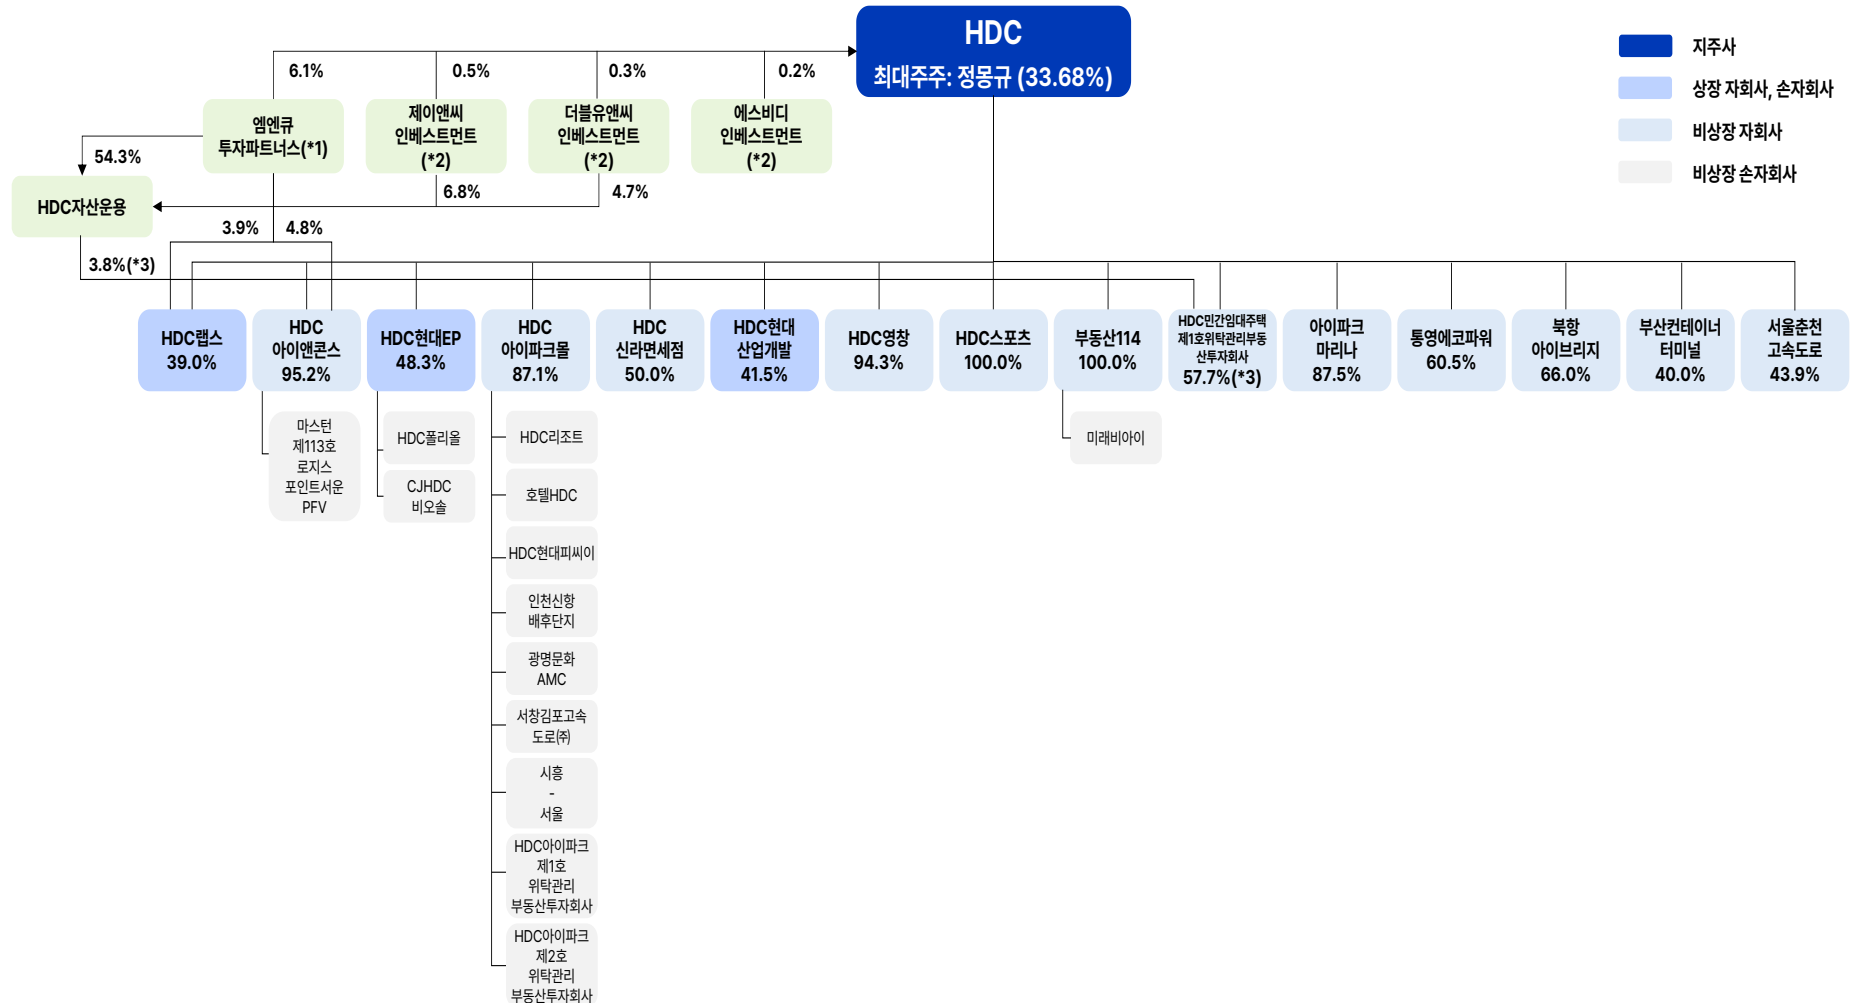 HDC
최대주주: 정몽규 (33.68%)
지주사
상장 자회사, 손자회사
비상장 자회사
비상장 손자회사
6.1%
0.5%
0.3%
0.2%
엠엔큐
투자파트너스(*1)
제이앤씨
인베스트먼트
(*2)
더블유앤씨
인베스트먼트
(*2)
에스비디
인베스트먼트
(*2)
54.3%
6.8%
4.7%
HDC자산운용
3.9%
4.8%
3.8%(*3)
HDC랩스
39.0%
HDC
아이앤콘스
95.2%
HDC현대EP
48.3%
HDC
아이파크몰
87.1%
HDC
신라면세점
50.0%
HDC현대
산업개발
41.5%
HDC영창
94.3%
HDC스포츠
100.0%
부동산114
100.0%
HDC민간임대주택
제1호위탁관리부동
산투자회사
57.7%(*3)
아이파크
마리나
87.5%
통영에코파워
60.5%
북항
아이브리지
66.0%
부산컨테이너
터미널
40.0%
서울춘천
고속도로
43.9%
마스턴
제113호
로지스
포인트서운
PFV
HDC폴리올
CJHDC
비오솔
HDC리조트
호텔HDC
HDC현대피씨이
인천신항
배후단지
광명문화
AMC
서창김포고속
도로㈜
시흥
-
서울
HDC아이파크
제1호
위탁관리
부동산투자회사
HDC아이파크
제2호
위탁관리
부동산투자회사
미래비아이